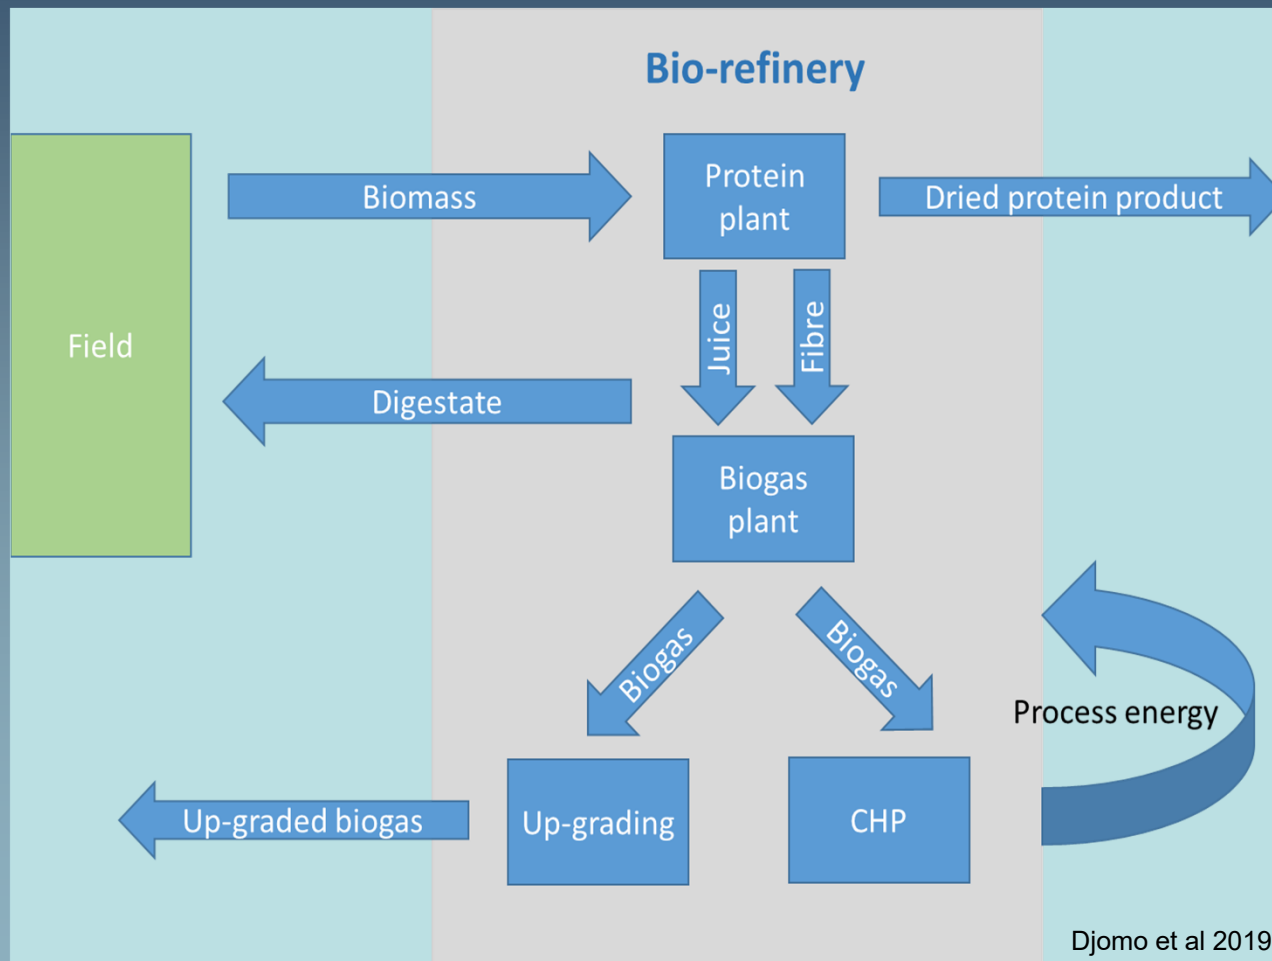 Bio-refinery
Biomass
Protein
plant
Dried protein product
Field
Juice
Fibre
Digestate
Biogas
plant
Biogas
Biogas
Process energy
Up-graded biogas
Up-grading
CHP
Djomo et al 2019